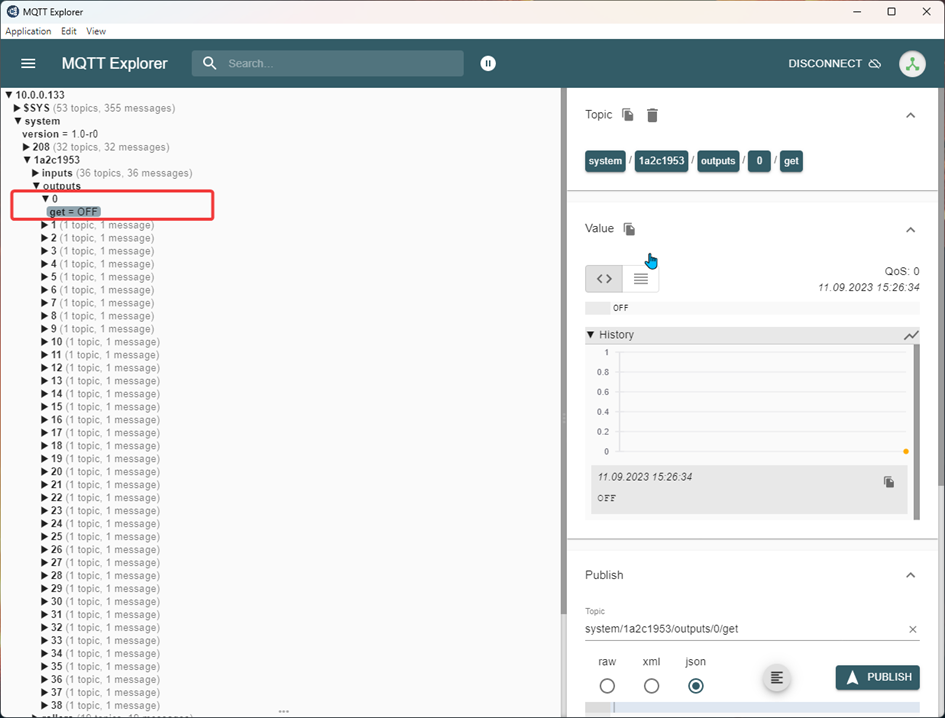 MQTT Explorer
Application Edit View
MQTT Explorer
Search...
DISCONNECT
▼ 10.0.0.133
▶ $SYS (53 topics, 355 messages)
▼ system
version = 1.0-r0
▶ 208 (32 topics, 32 messages)
▼ 1a2c1953
▶ inputs (36 topics, 36 messages)
▼ outputs
▼ 0
get = OFF
▶ 1 (1 topic, 1 message)
▶ 2 (1 topic, 1 message)
▶ 3 (1 topic, 1 message)
▶ 4 (1 topic, 1 message)
▶ 5 (1 topic, 1 message)
▶ 6 (1 topic, 1 message)
▶ 7 (1 topic, 1 message)
▶ 8 (1 topic, 1 message)
▶ 9 (1 topic, 1 message)
▶ 10 (1 topic, 1 message)
▶ 11 (1 topic, 1 message)
▶ 12 (1 topic, 1 message)
▶ 13 (1 topic, 1 message)
▶ 14 (1 topic, 1 message)
▶ 15 (1 topic, 1 message)
▶ 16 (1 topic, 1 message)
▶ 17 (1 topic, 1 message)
▶ 18 (1 topic, 1 message)
▶ 19 (1 topic, 1 message)
▶ 20 (1 topic, 1 message)
▶ 21 (1 topic, 1 message)
▶ 22 (1 topic, 1 message)
▶ 23 (1 topic, 1 message)
▶ 24 (1 topic, 1 message)
▶ 25 (1 topic, 1 message)
▶ 26 (1 topic, 1 message)
▶ 27 (1 topic, 1 message)
▶ 28 (1 topic, 1 message)
▶ 29 (1 topic, 1 message)
▶ 30 (1 topic, 1 message)
▶ 31 (1 topic, 1 message)
▶ 32 (1 topic, 1 message)
▶ 33 (1 topic, 1 message)
▶ 34 (1 topic, 1 message)
▶ 35 (1 topic, 1 message)
▶ 36 (1 topic, 1 message)
▶ 37 (1 topic, 1 message)
▶ 38 (1 topic, 1 message)
Topic
system / 1a2c1953 / outputs / 0 / get
Value
QoS: 0
11.09.2023 15:26:34
OFF
▼ History
1
0.8
0.6
0.4
0.2
0
11.09.2023 15:26:34
OFF
Publish
Topic
system/1a2c1953/outputs/0/get
raw xml json
PUBLISH